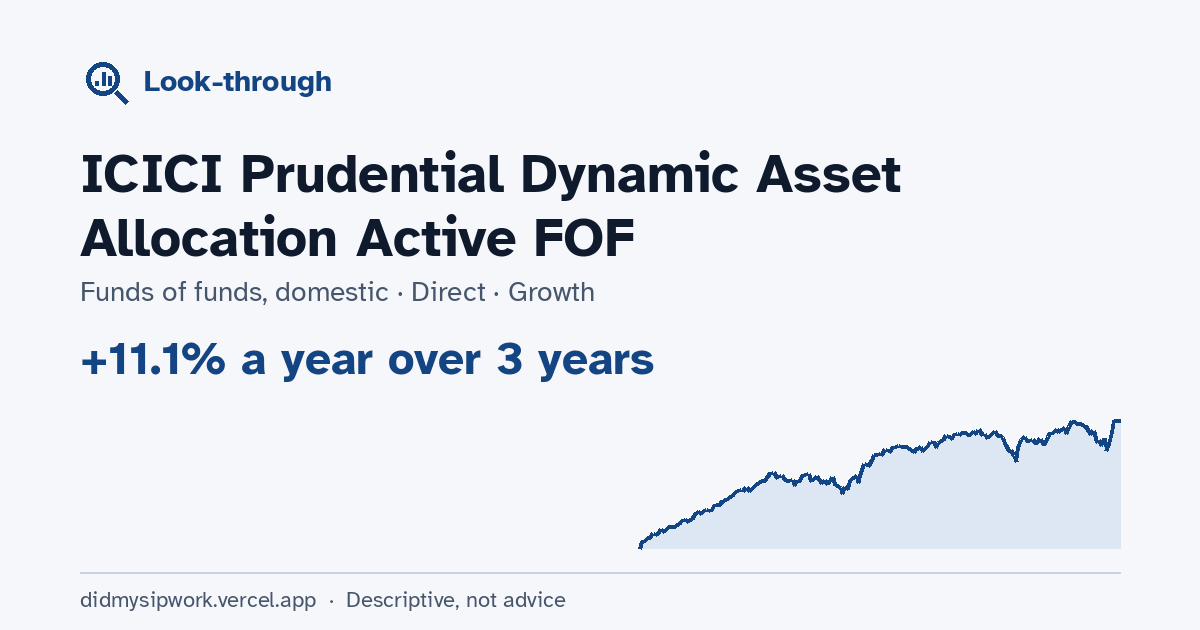 Look-through
ICICI Prudential Dynamic Asset
Allocation Active FOF
Funds of funds, domestic · Direct · Growth
+11.1% a year over 3 years
didmysipwork.vercel.app · Descriptive, not advice